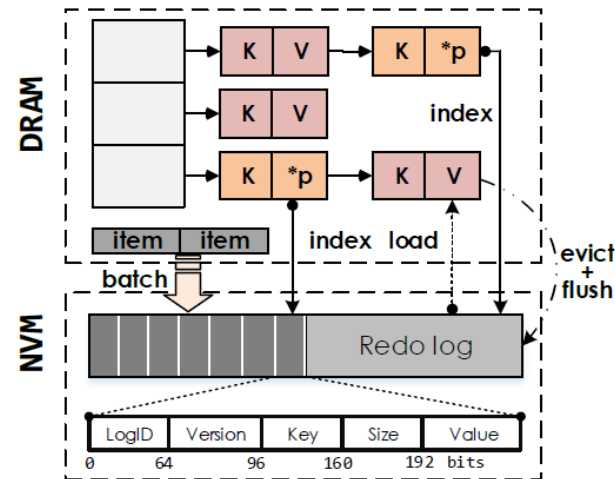 DRAM
K V K *p
index
K V
K *p K V
item item
index load
evict
+
flush
batch
NVM
Redo log
LogID Version Key Size Value
0 64 96 160 192 bits